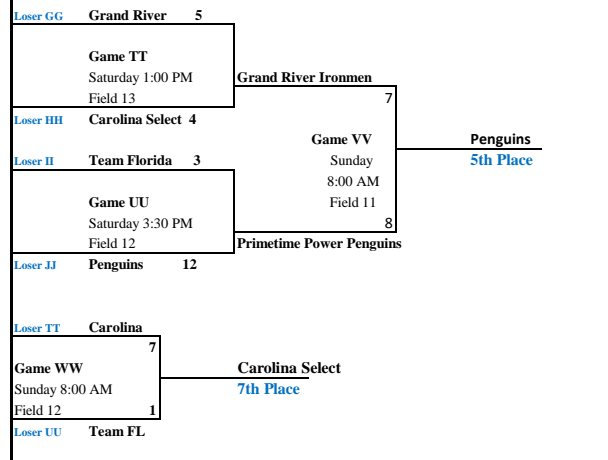 Loser GG Grand River 5
Game TT
Saturday 1:00 PM
Grand River Ironmen
Field 13
7
Loser HH Carolina Select 4
Game VV
Penguins
Loser II Team Florida 3
Sunday
5th Place
8:00 AM
Game UU
Field 11
Saturday 3:30 PM
8
Field 12
Primetime Power Penguins
Loser JJ Penguins 12
Loser TT Carolina
7
Game WW
Carolina Select
Sunday 8:00 AM
7th Place
Field 12 1
Loser UU Team FL